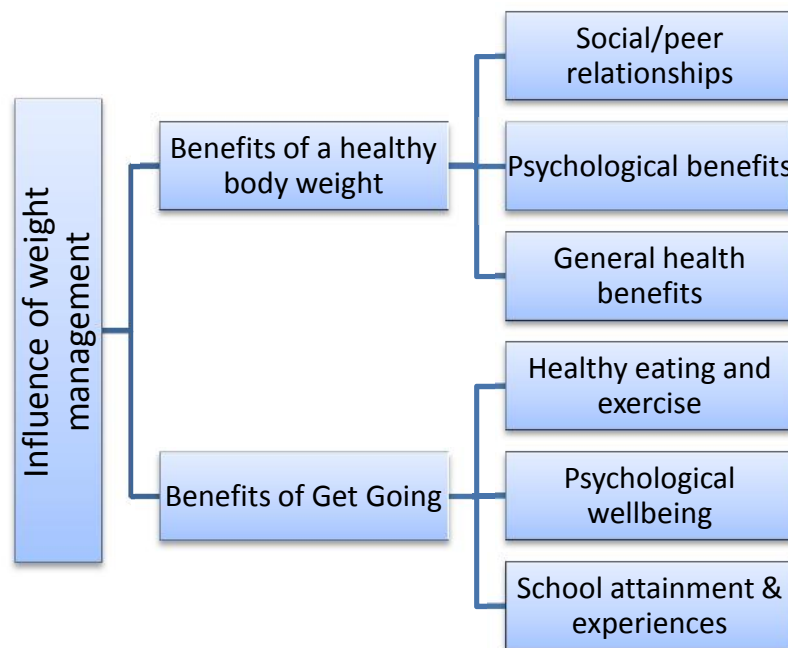 Influence of weight
management
Benefits of a healthy
body weight
Social/peer
relationships
Psychological benefits
General health
benefits
Benefits of Get Going
Healthy eating and
exercise
Psychological
wellbeing
School attainment &
experiences